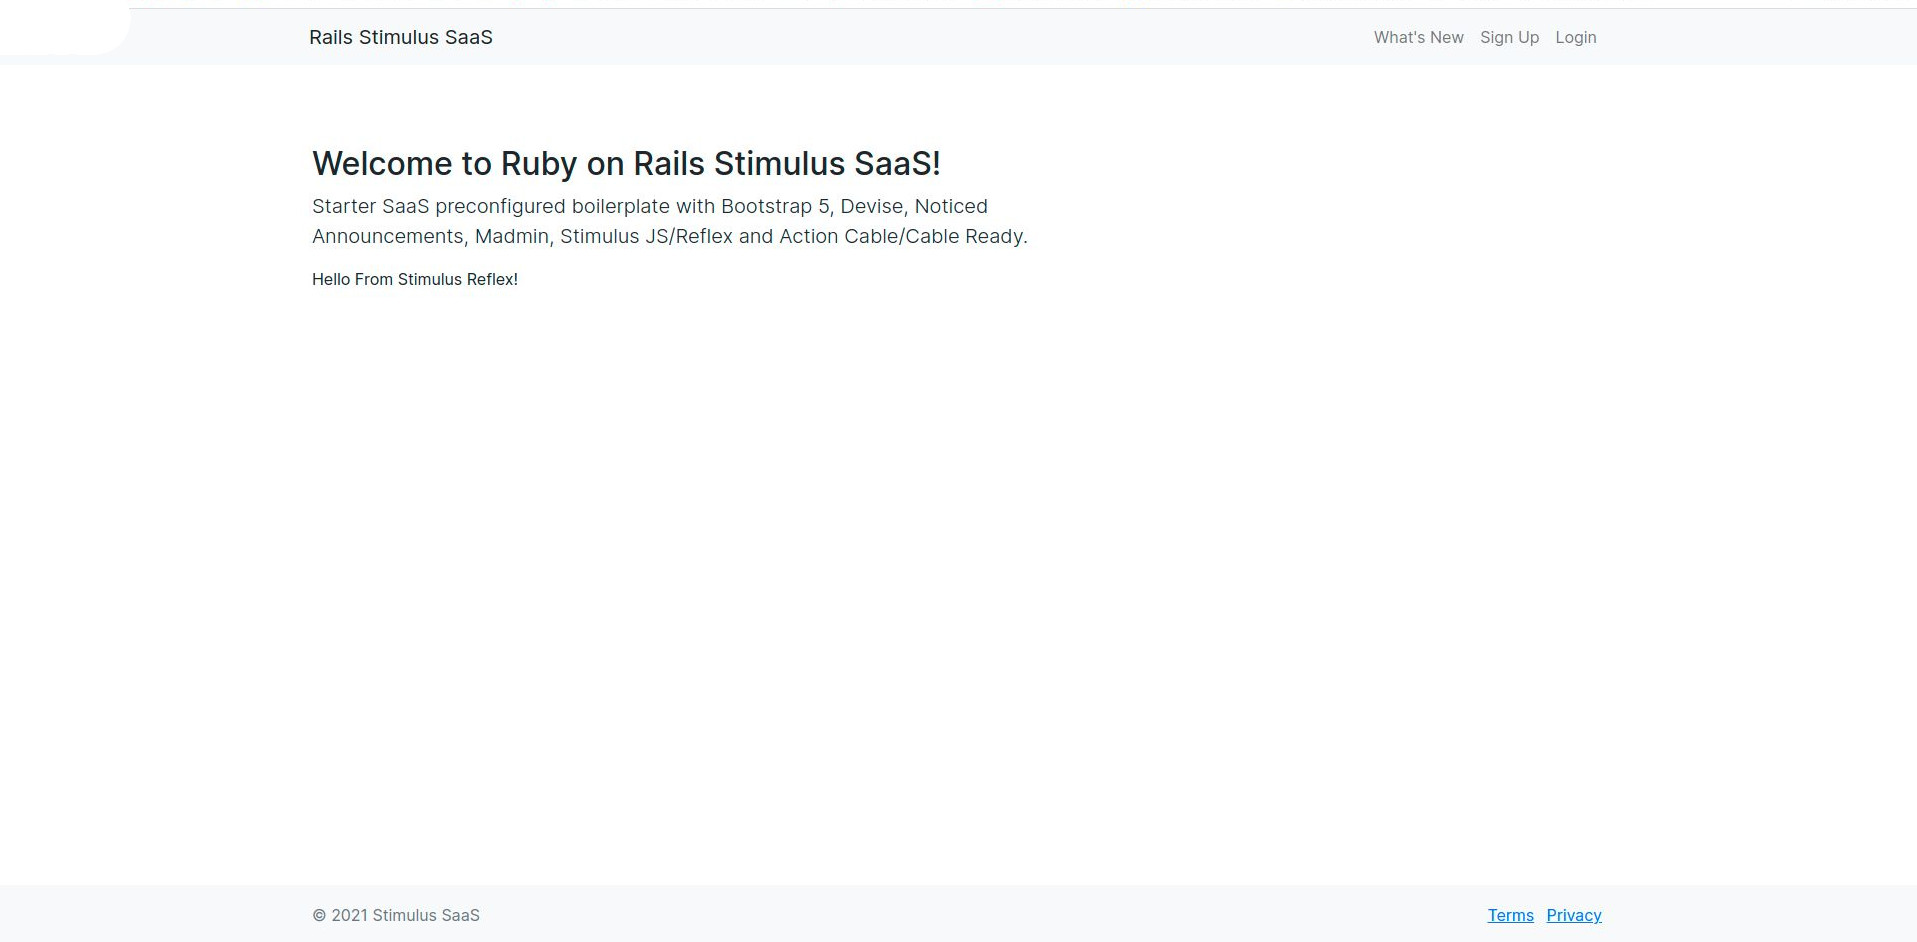 Rails Stimulus SaaS
What's New Sign Up Login
Welcome to Ruby on Rails Stimulus SaaS!
Starter SaaS preconfigured boilerplate with Bootstrap 5, Devise, Noticed
Announcements, Madmin, Stimulus JS/Reflex and Action Cable/Cable Ready.
Hello From Stimulus Reflex!
© 2021 Stimulus SaaS
Terms Privacy